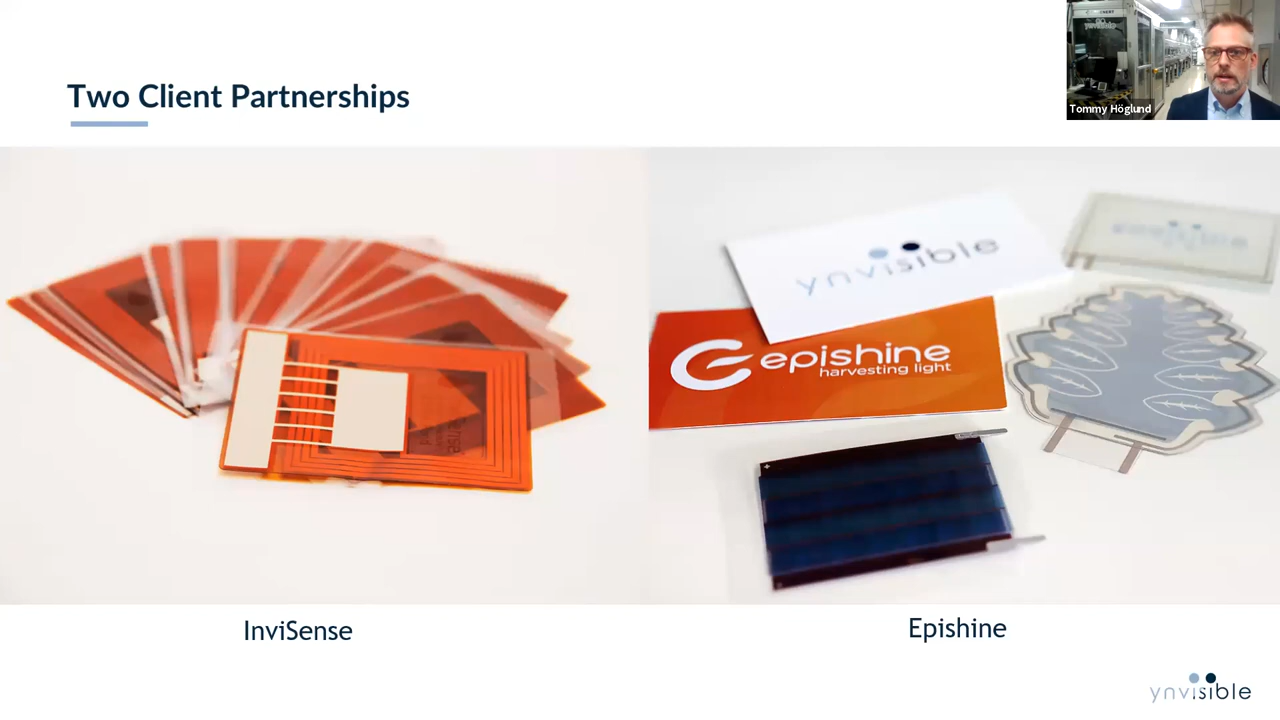 Two Client Partnerships
Tommy Höglund
ynvisible
epishine
harvesting light
InviSense
Epishine
ynvisible